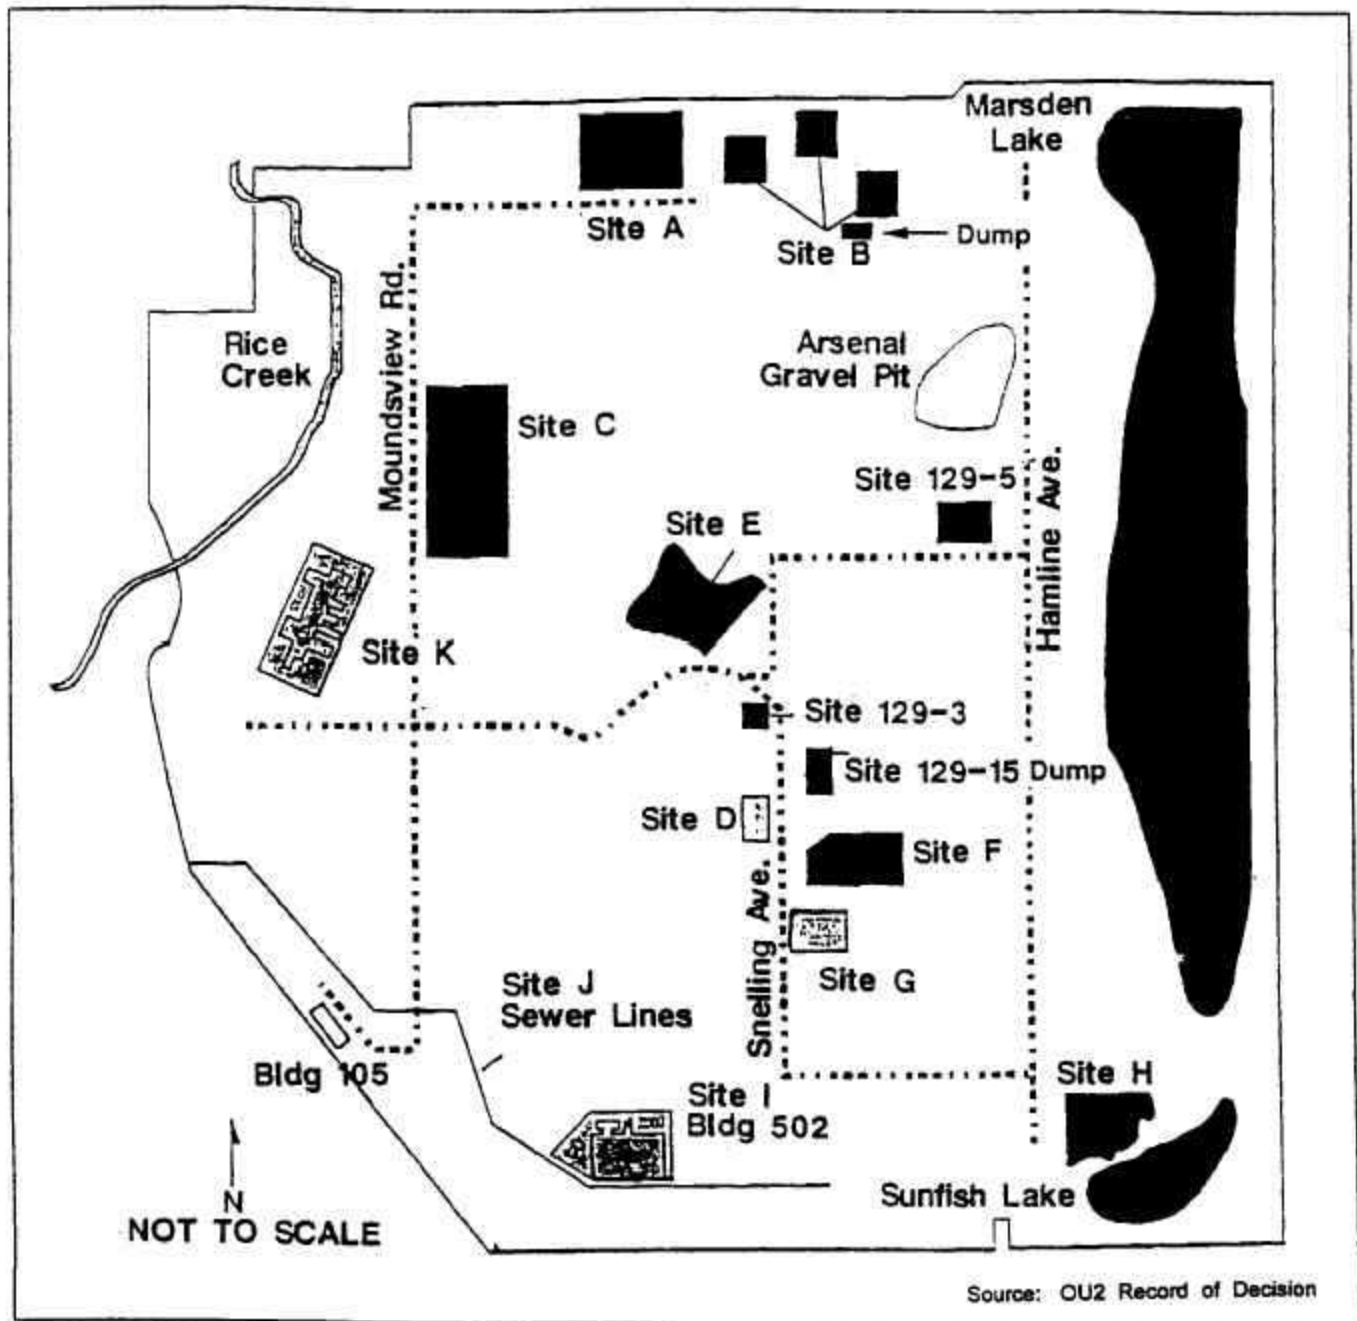 Marsden
Lake
Site A
Site B
Dump
Moundsview Rd.
Rice
Creek
Arsenal
Gravel Pit
Site C
Site 129-5
Site E
Hamline Ave.
Site K
Site 129-3
Site 129-15 Dump
Site D
Site F
Snelling Ave.
Site G
Site J
Sewer Lines
Bldg 105
Site H
Site I
Bldg 502
Sunfish Lake
N
NOT TO SCALE
Source: OU2 Record of Decision